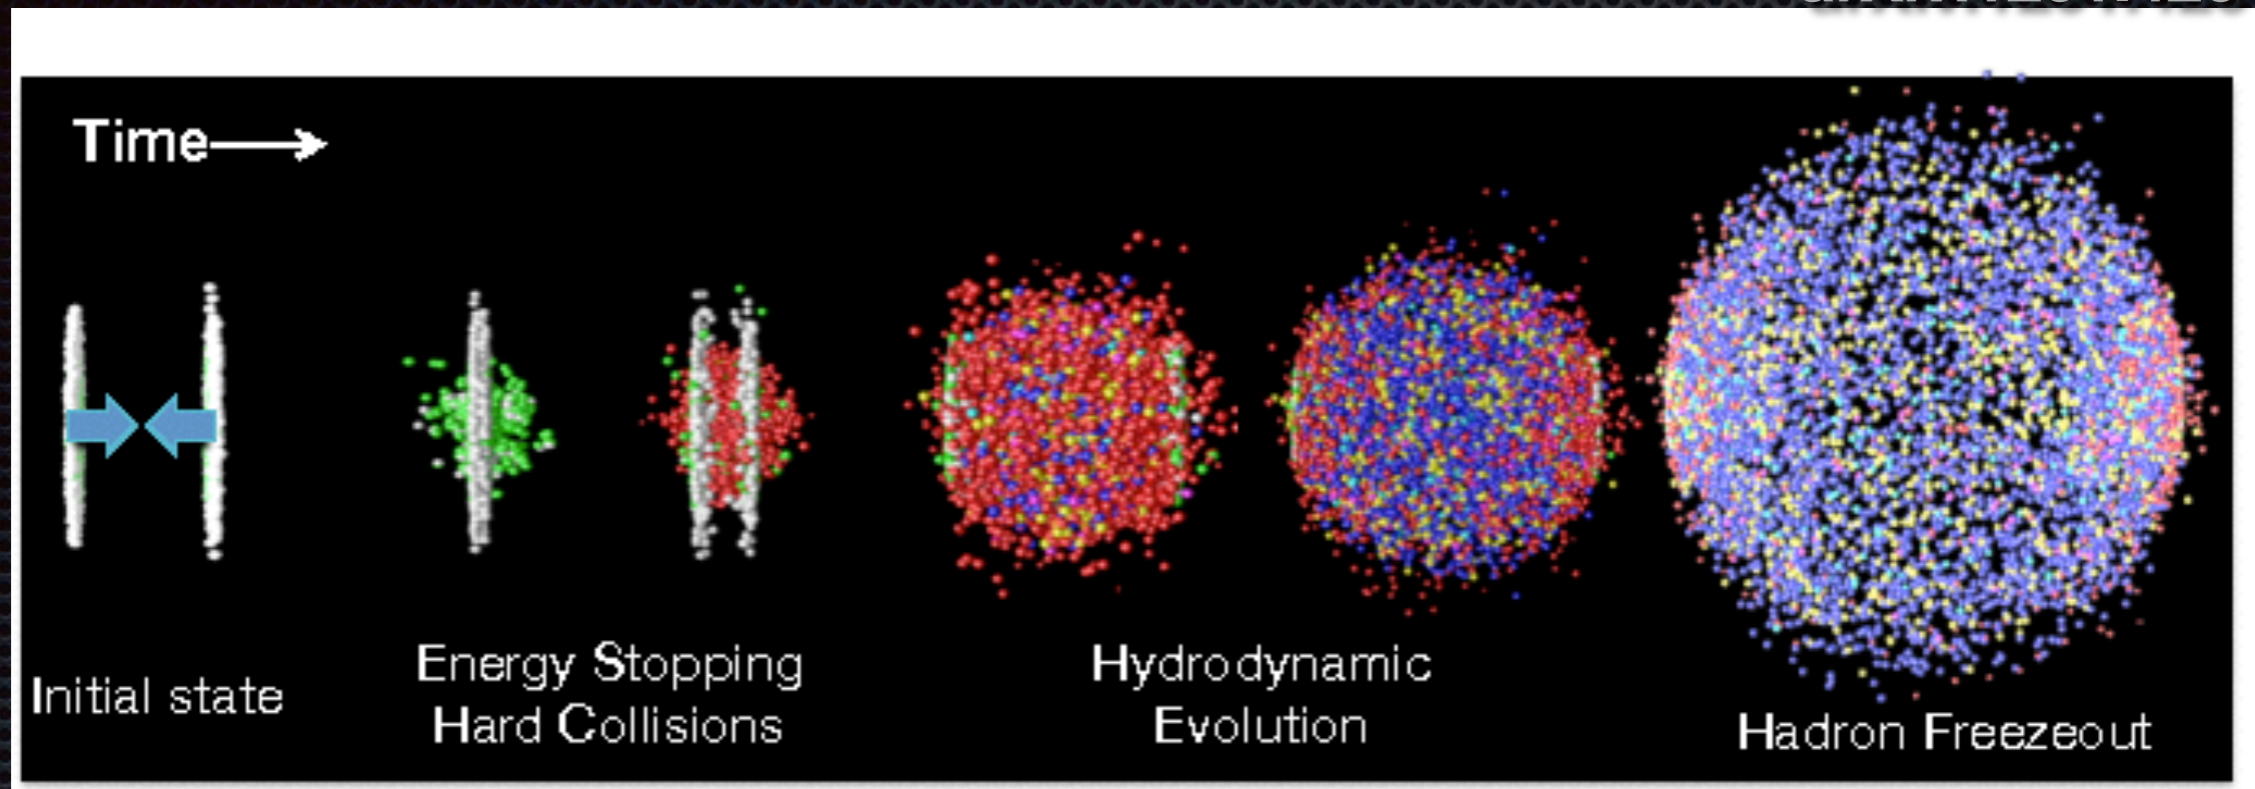 Time
Initial state
Energy Stopping
Hard Collisions
Hydrodynamic
Evolution
Hadron Freezeout